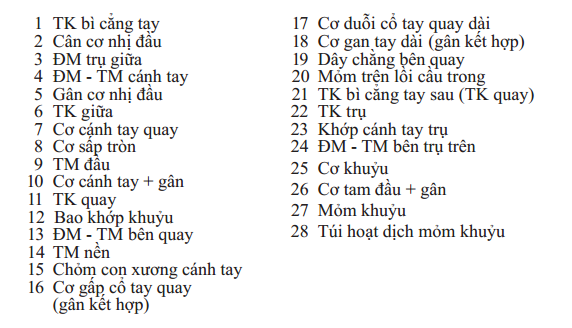 1 TK bì cẳng tay
2 Cân cơ nhị đầu
3 ĐM trụ giữa
4 ĐM - TM cánh tay
5 Gân cơ nhị đầu
6 TK giữa
7 Cơ cánh tay quay
8 Cơ sấp tròn
9 TM đầu
10 Cơ cánh tay + gân
11 TK quay
12 Bao khớp khuỷu
13 ĐM - TM bên quay
14 TM nền
15 Chỏm con xương cánh tay
16 Cơ gấp cổ tay quay
(gân kết hợp)
17 Cơ duỗi cổ tay quay dài
18 Cơ gan tay dài (gân kết hợp)
19 Dây chằng bên quay
20 Mỏm trên lồi cầu trong
21 TK bì cẳng tay sau (TK quay)
22 TK trụ
23 Khớp cánh tay trụ
24 ĐM - TM bên trụ trên
25 Cơ khuỷu
26 Cơ tam đầu + gân
27 Mỏm khuỷu
28 Túi hoạt dịch mỏm khuỷu